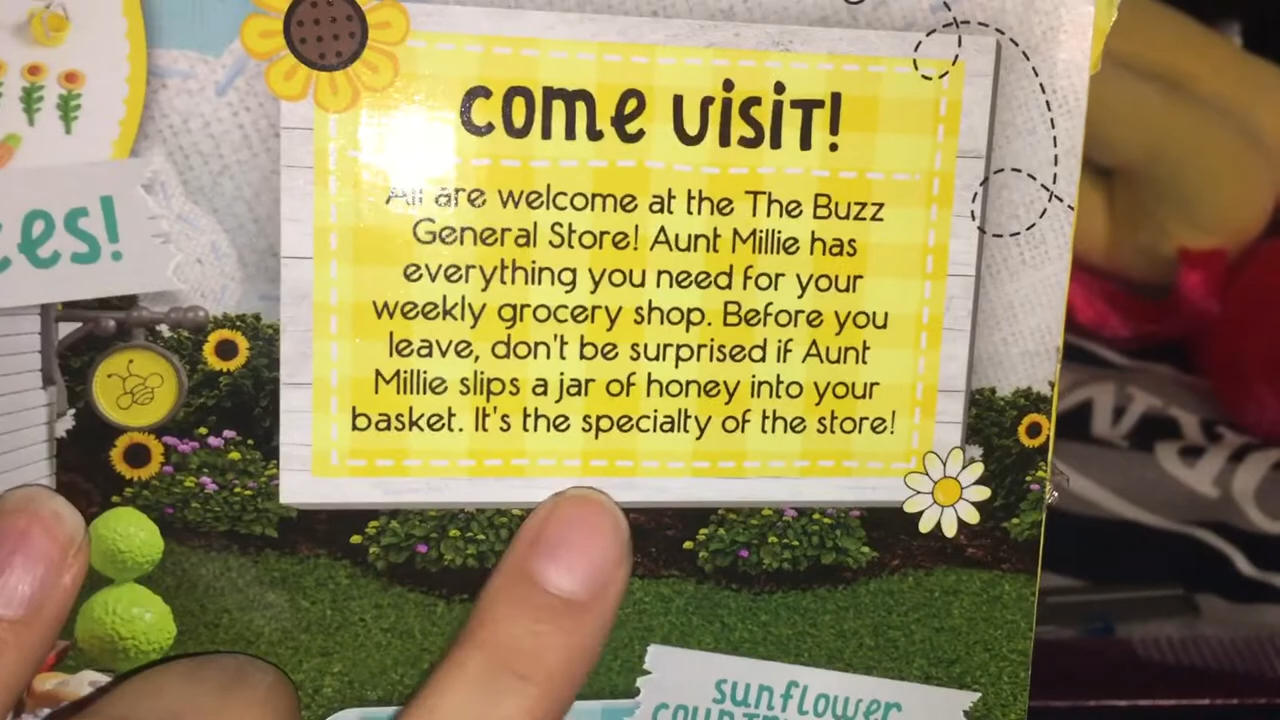 come visit!
All are welcome at the The Buzz
General Store! Aunt Millie has
everything you need for your
weekly grocery shop. Before you
leave, don't be surprised if Aunt
Millie slips a jar of honey into your
basket. It's the specialty of the store!
sunflower